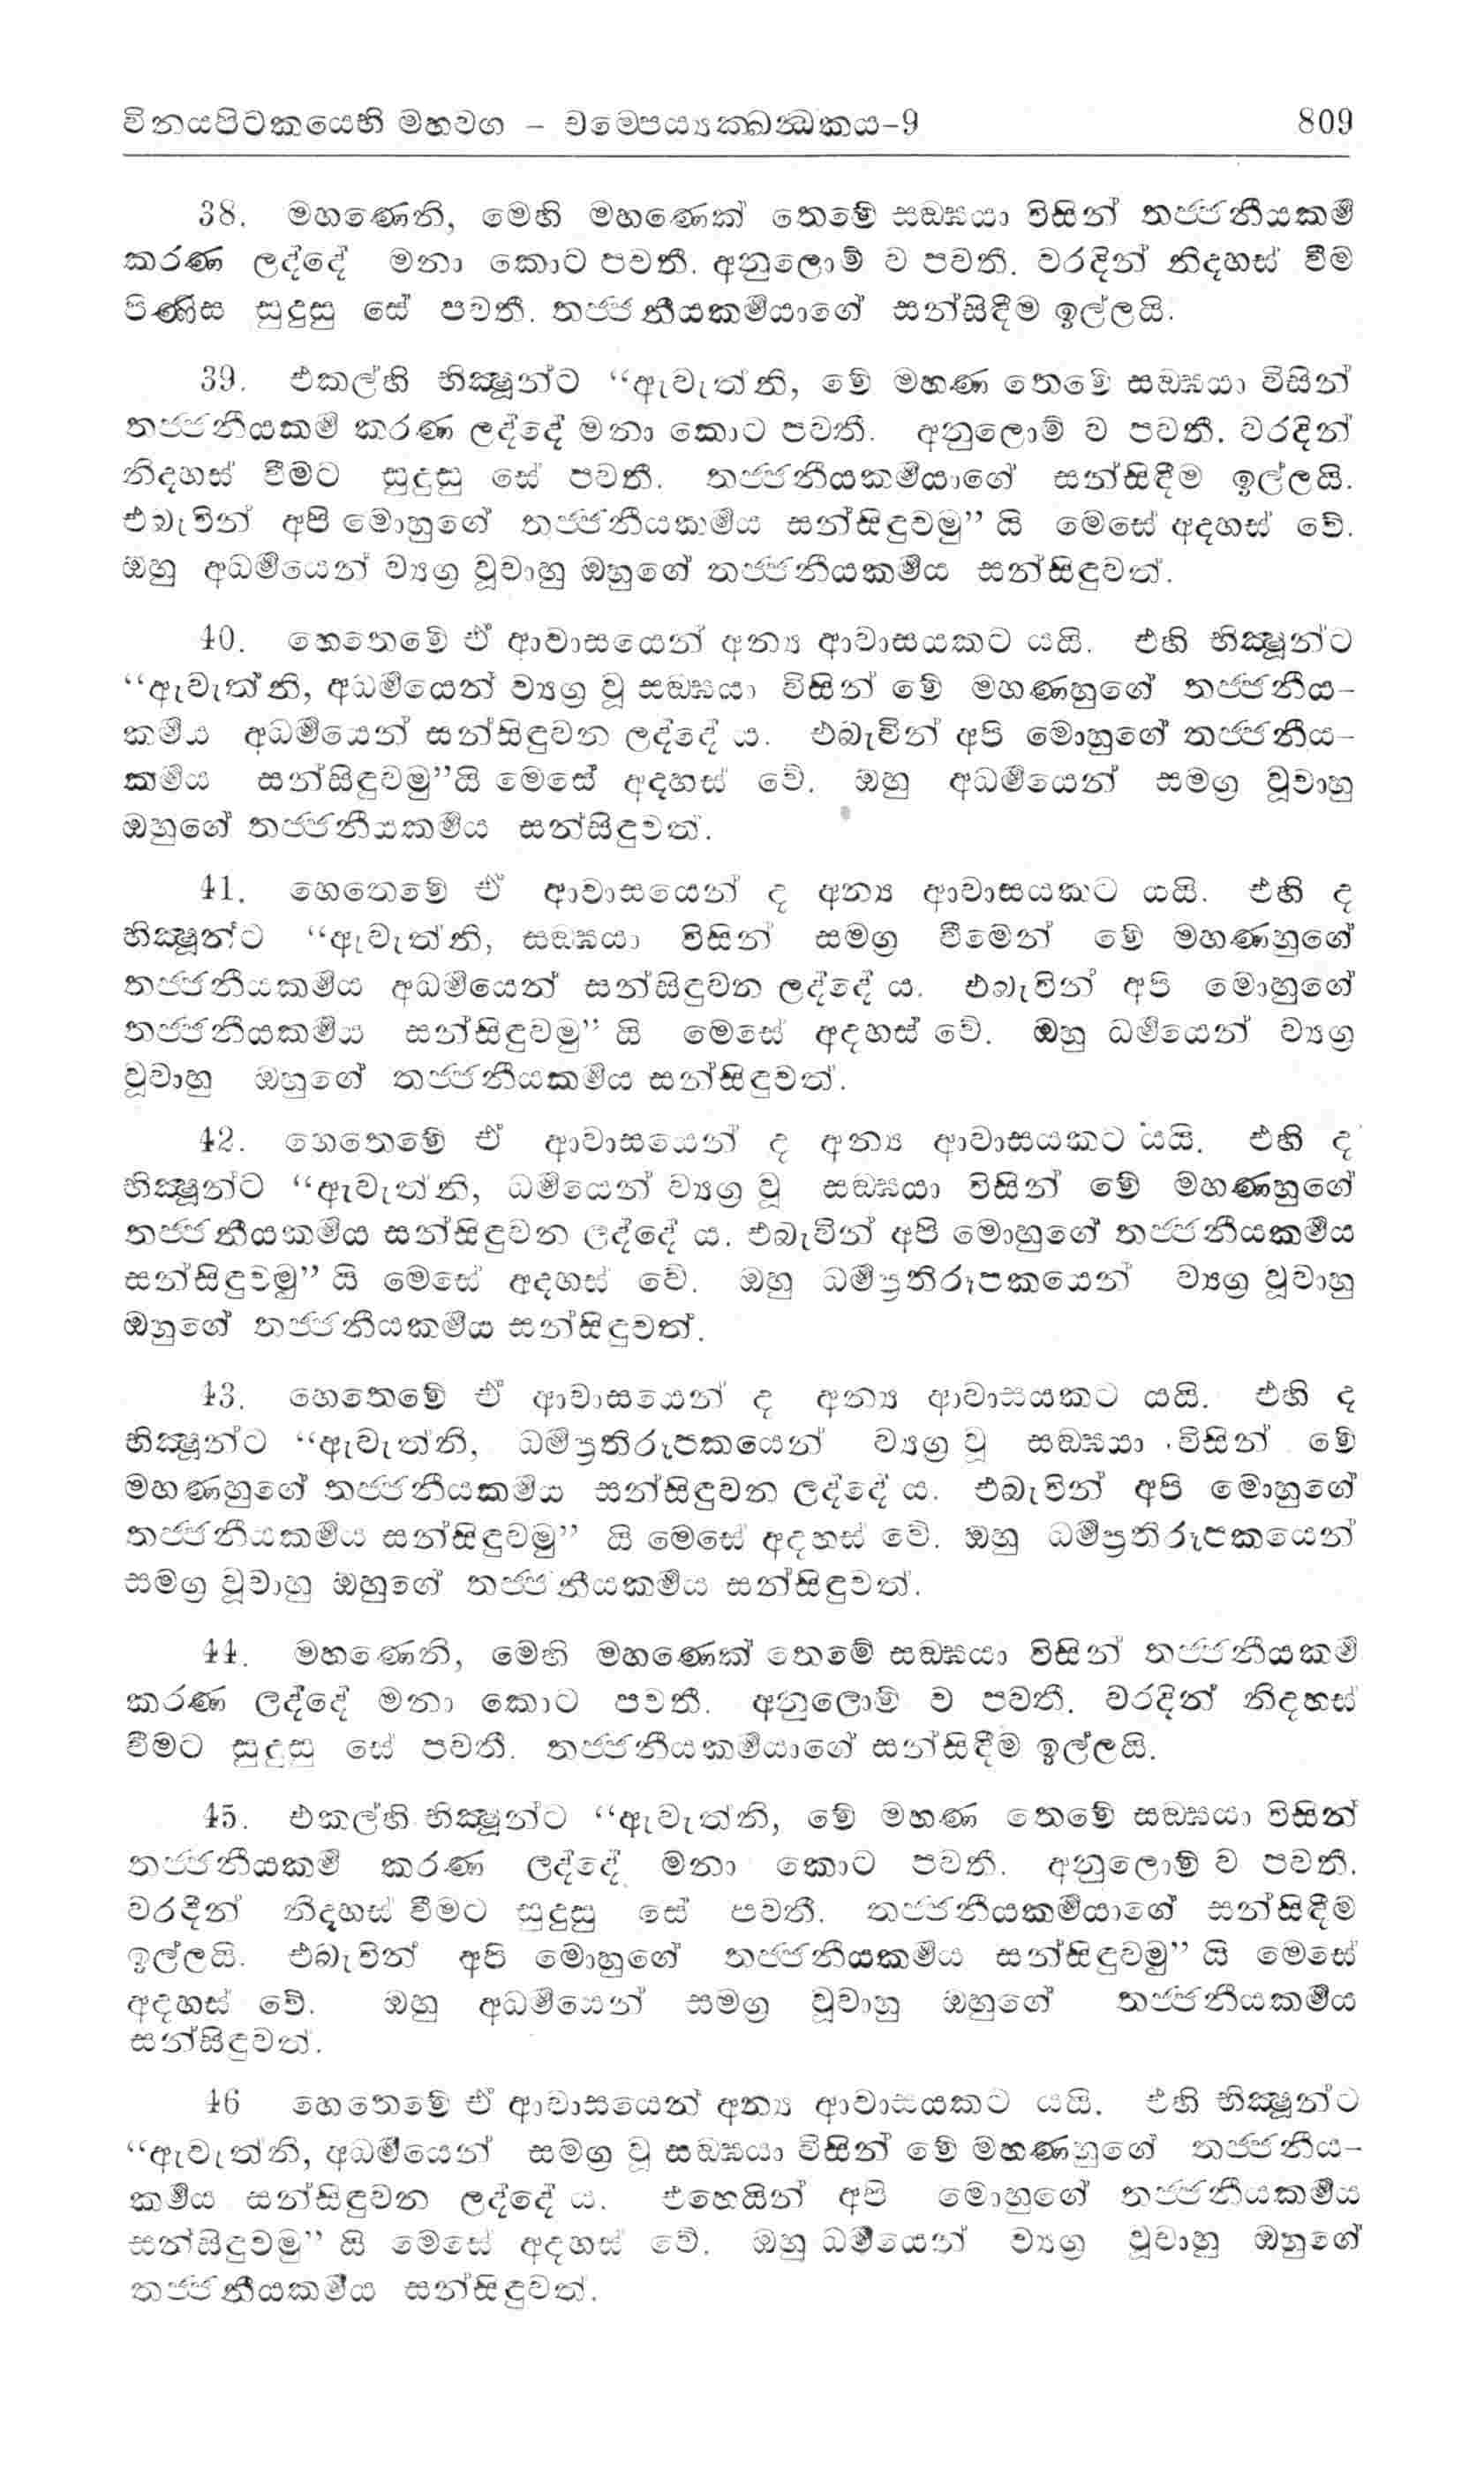 විනයපිටකයෙහි මහවග – චම්පෙය්‍යක්ඛන්ධකය–9 809
38. මහණෙනි, මෙහි මහණෙක් තෙමේ සඞ්ඝයා විසින් තජ්ජනීයකර්ම
කරණ ලද්දේ මනා කොට පවතී. අනුලොම් ව පවතී. වරදින් නිදහස් වීම
පිණිස සුදුසු සේ පවතී. තජ්ජනීයකර්මයාගේ සන්සිඳීම ඉල්ලයි.
39. එකල්හි භික්‍ෂූන්ට “ඇවැත්නි, මේ මහණ තෙමේ සඞ්ඝයා විසින්
තජ්ජනීයකර්ම කරණ ලද්දේ මනා කොට පවතී. අනුලොම් ව පවතී. වරදින්
නිදහස් වීමට සුදුසු සේ පවතී. තජ්ජනීයකර්මයාගේ සන්සිඳීම ඉල්ලයි.
එබැවින් අපි මොහුගේ තජ්ජනීයකර්මය සන්සිඳුවමු” යි මෙසේ අදහස් වේ.
ඔහු අධර්මයෙන් ව්‍යග්‍ර වූවාහු ඔහුගේ තජ්ජනීයකර්මය සන්සිඳුවත්.
40. හෙතෙමේ ඒ ආවාසයෙන් අන්‍ය ආවාසයකට යයි. එහි භික්‍ෂූන්ට
“ඇවැත්නි, අධර්මයෙන් ව්‍යග්‍ර වූ සඞ්ඝයා විසින් මේ මහණහුගේ තජ්ජනීය–
කර්මය අධර්මයෙන් සන්සිඳුවන ලද්දේ ය. එබැවින් අපි මොහුගේ තජ්ජනීය–
කර්මය සන්සිඳුවමු”යි මෙසේ අදහස් වේ. ඔහු අධර්මයෙන් සමග්‍ර වූවාහු
ඔහුගේ තජ්ජනීයකර්මය සන්සිඳුවත්.
41. හෙතෙමේ ඒ ආවාසයෙන් ද අන්‍ය ආවාසයකට යයි. එහි ද
භික්‍ෂූන්ට “ඇවැත්නි, සඞ්ඝයා විසින් සමග්‍ර වීමෙන් මේ මහණහුගේ
තජ්ජනීයකර්මය අධර්මයෙන් සන්සිඳුවන ලද්දේ ය. එබැවින් අපි මොහුගේ
තජ්ජනීයකර්මය සන්සිඳුවමු” යි මෙසේ අදහස් වේ. ඔහු ධර්මයෙන් ව්‍යග්‍ර
වූවාහු ඔහුගේ තජ්ජනීයකර්මය සන්සිඳුවත්.
42. හෙතෙමේ ඒ ආවාසයෙන් ද අන්‍ය ආවාසයකට යයි. එහි ද
භික්‍ෂූන්ට “ඇවැත්නි, ධර්මයෙන් ව්‍යග්‍ර වූ සඞ්ඝයා විසින් මේ මහණහුගේ
තජ්ජනීයකර්මය සන්සිඳුවන ලද්දේ ය. එබැවින් අපි මොහුගේ තජ්ජනීයකර්මය
සන්සිඳුවමු” යි මෙසේ අදහස් වේ. ඔහු ධර්මප්‍රතිරූපකයෙන් ව්‍යග්‍ර වූවාහු
ඔහුගේ තජ්ජනීයකර්මය සන්සිඳුවත්.
43. හෙතෙමේ ඒ ආවාසයෙන් ද අන්‍ය ආවාසයකට යයි. එහි ද
භික්‍ෂූන්ට “ඇවැත්නි, ධර්මප්‍රතිරූපකයෙන් ව්‍යග්‍ර වූ සඞ්ඝයා විසින් මේ
මහණහුගේ තජ්ජනීයකර්මය සන්සිඳුවන ලද්දේ ය. එබැවින් අපි මොහුගේ
තජ්ජනීයකර්මය සන්සිඳුවමු” යි මෙසේ අදහස් වේ. ඔහු ධර්මප්‍රතිරූපකයෙන්
සමග්‍ර වූවාහු ඔහුගේ තජ්ජනීයකර්මය සන්සිඳුවත්.
44. මහණෙනි, මෙහි මහණෙක් තෙමේ සඞ්ඝයා විසින් තජ්ජනීයකර්ම
කරණ ලද්දේ මනා කොට පවතී. අනුලොම් ව පවතී. වරදින් නිදහස්
වීමට සුදුසු සේ පවතී. තජ්ජනීයකර්මයාගේ සන්සිඳීම ඉල්ලයි.
45. එකල්හි භික්‍ෂූන්ට “ඇවැත්නි, මේ මහණ තෙමේ සඞ්ඝයා විසින්
තජ්ජනීයකර්ම කරණ ලද්දේ මනා කොට පවතී. අනුලොම් ව පවතී.
වරදීන් නිදහස් වීමට සුදුසු සේ පවතී. තජ්ජනීයකර්මයාගේ සන්සිඳීම
ඉල්ලයි. එබැවින් අපි මොහුගේ තජ්ජනීයකර්මය සන්සිඳුවමු” යි මෙසේ
අදහස් වේ. ඔහු අධර්මයෙන් සමග්‍ර වූවාහු ඔහුගේ තජ්ජනීයකර්මය
සන්සිඳුවත්.
46 හෙතෙමේ ඒ ආවාසයෙන් අන්‍ය ආවාසයකට යයි. එහි භික්‍ෂූන්ට
“ඇවැත්නි, අධර්මයෙන් සමග්‍ර වූ සඞ්ඝයා විසින් මේ මහණහුගේ තජ්ජනීය–
කර්මය සන්සිඳුවන ලද්දේ ය. එහෙයින් අපි මොහුගේ තජ්ජනීයකර්මය
සන්සිඳුවමු” යි මෙසේ අදහස් වේ. ඔහු ධර්මයෙන් ව්‍යග්‍ර වූවාහු ඔහුගේ
තජ්ජනීයකර්මය සන්සිඳුවත්.